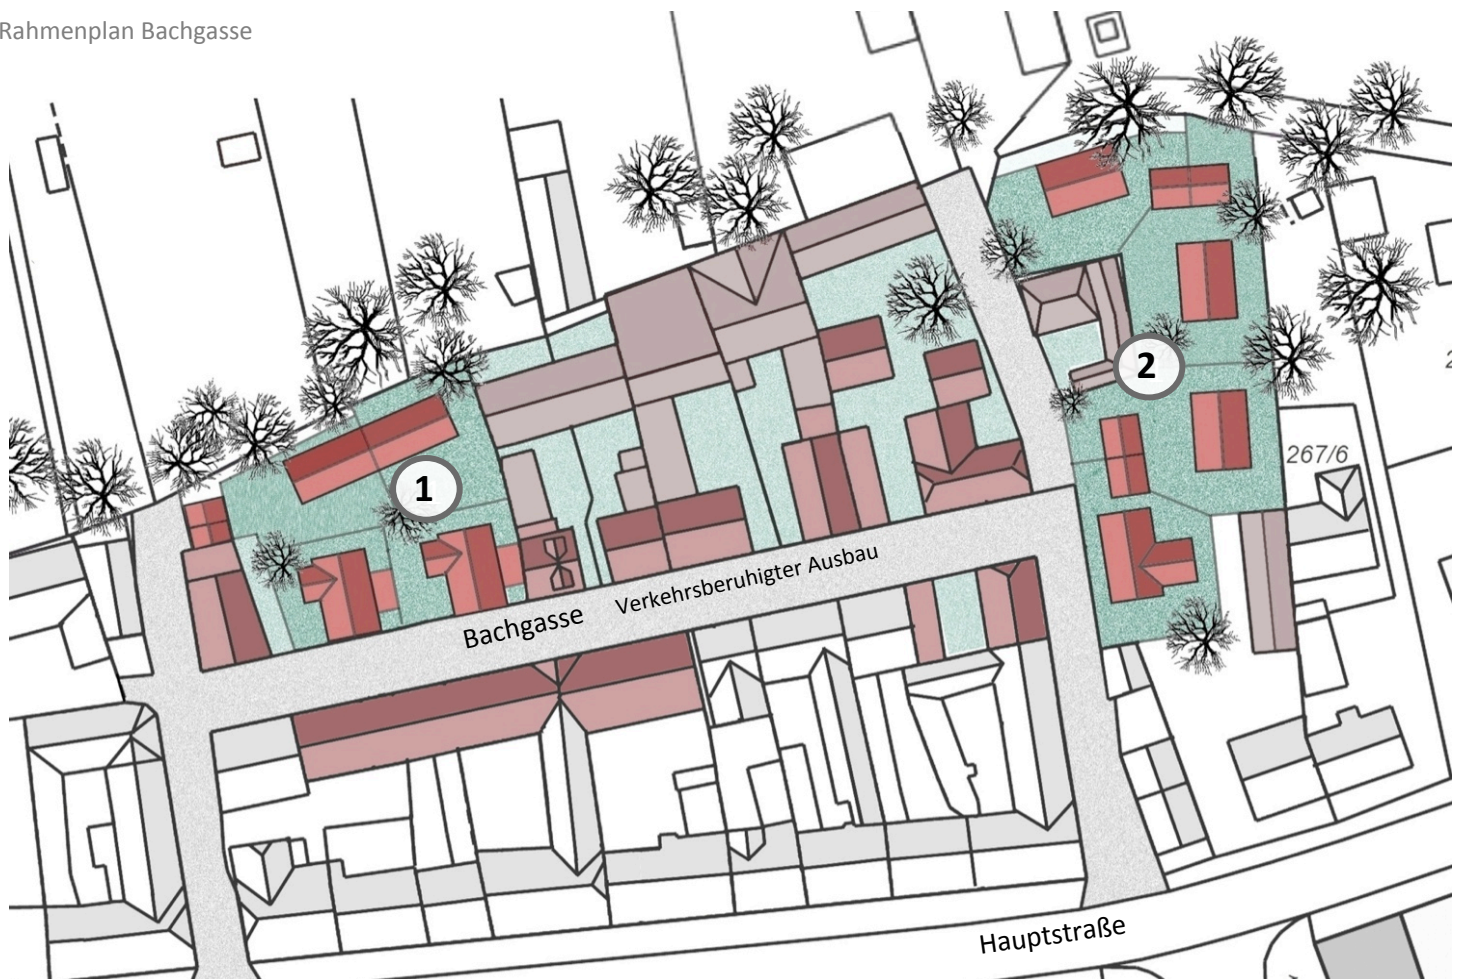 Rahmenplan Bachgasse
2
267/6
1
Verkehrsberuhigter Ausbau
Bachgasse
Hauptstraße